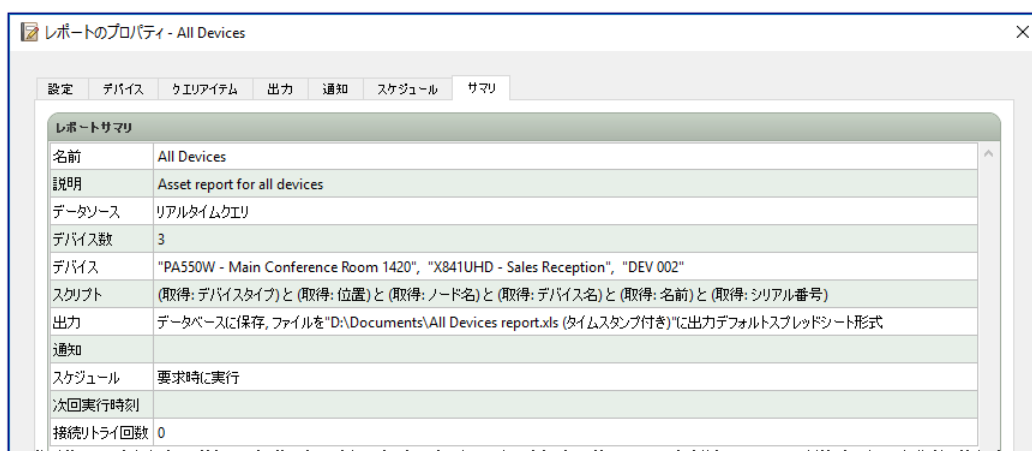 レポートのプロパティ - All Devices
設定 デバイス クエリアイテム 出力 通知 スケジュール サマリ
レポートサマリ
名前 All Devices
説明 Asset report for all devices
データソース リアルタイムクエリ
デバイス数 3
デバイス "PA550W - Main Conference Room 1420", "X841UHD - Sales Reception", "DEV 002"
スクリプト (取得: デバイスタイプ)と(取得: 位置)と(取得: ノード名)と(取得: デバイス名)と(取得: 名前)と(取得: シリアル番号)
出力 データベースに保存, ファイルを"D:\Documents\All Devices report.xls (タイムスタンプ付き)"に出力デフォルトスプレッドシート形式
通知
スケジュール 要求時に実行
次回実行時刻
接続リトライ回数 0